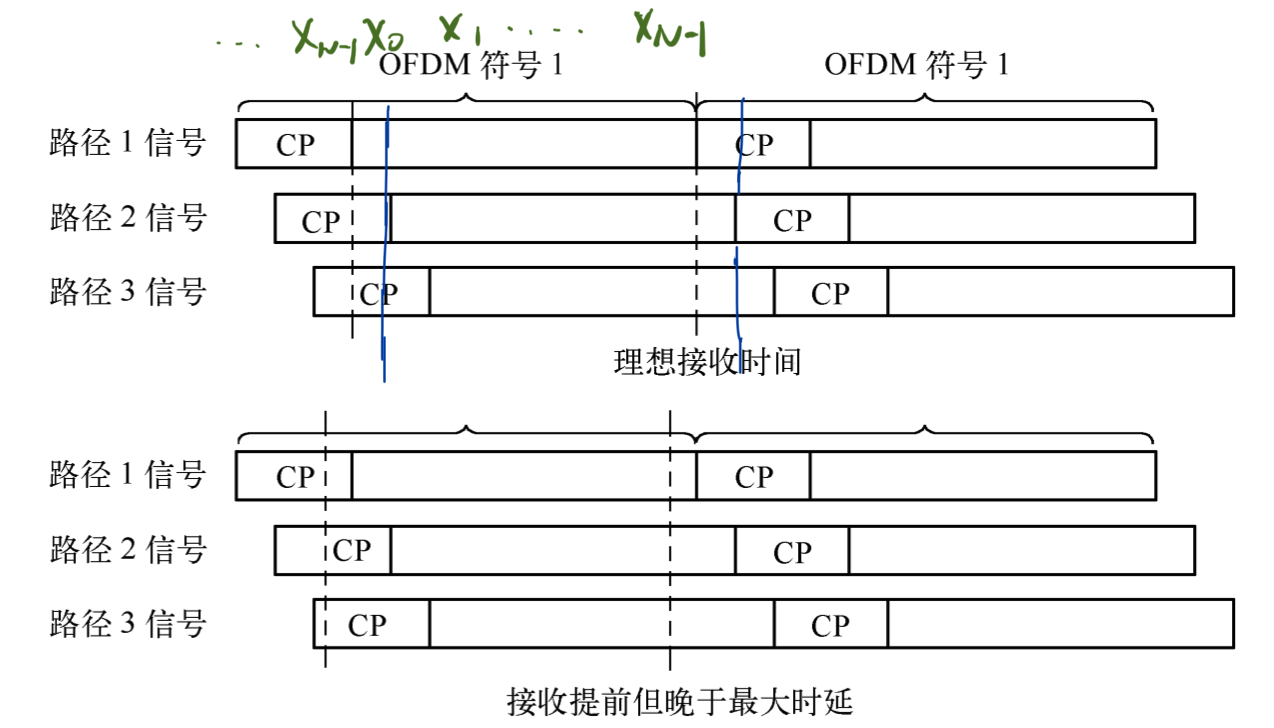 ... X_{N-1} X_0 X_1 ..... X_{N-1}
OFDM 符号 1 OFDM 符号 1
路径 1 信号 CP CP
路径 2 信号 CP CP
路径 3 信号 CP CP
理想接收时间
路径 1 信号 CP CP
路径 2 信号 CP CP
路径 3 信号 CP CP
接收提前但晚于最大时延